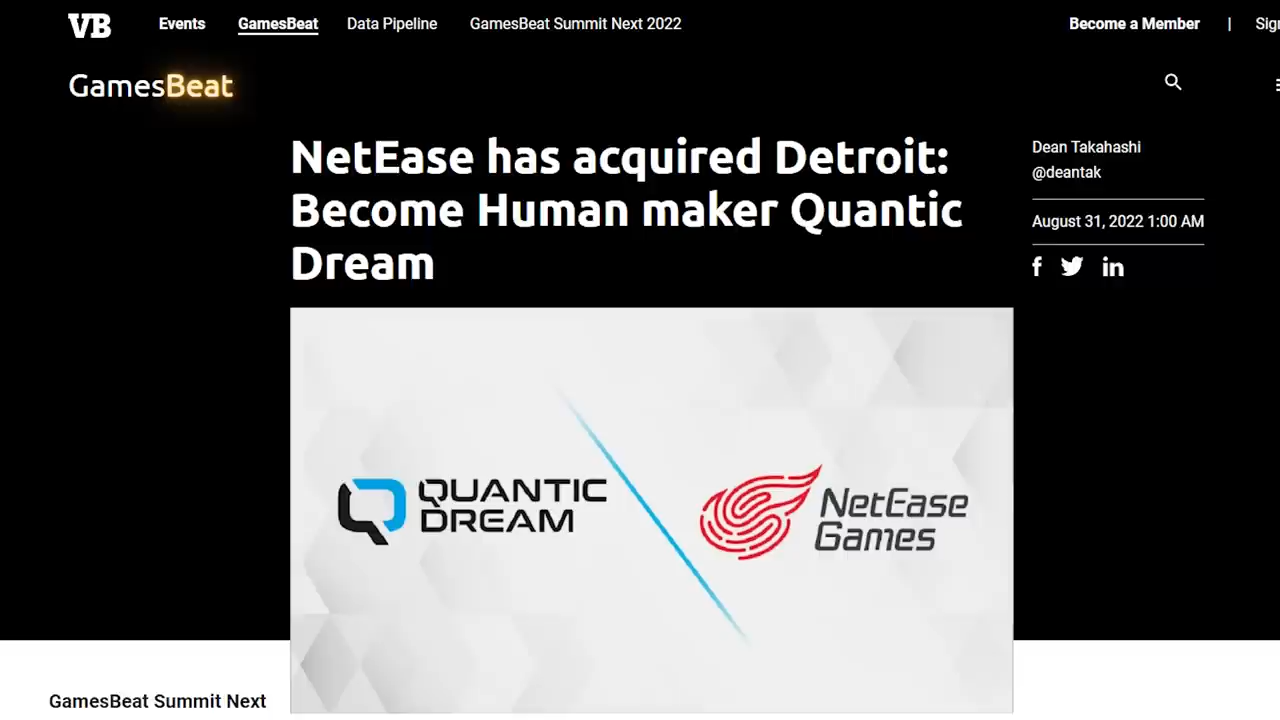 VB Events GamesBeat Data Pipeline GamesBeat Summit Next 2022 Become a Member | Sig
GamesBeat
NetEase has acquired Detroit:
Become Human maker Quantic
Dream
Dean Takahashi
@deantak
August 31, 2022 1:00 AM
QUANTIC
DREAM
NetEase
Games
GamesBeat Summit Next